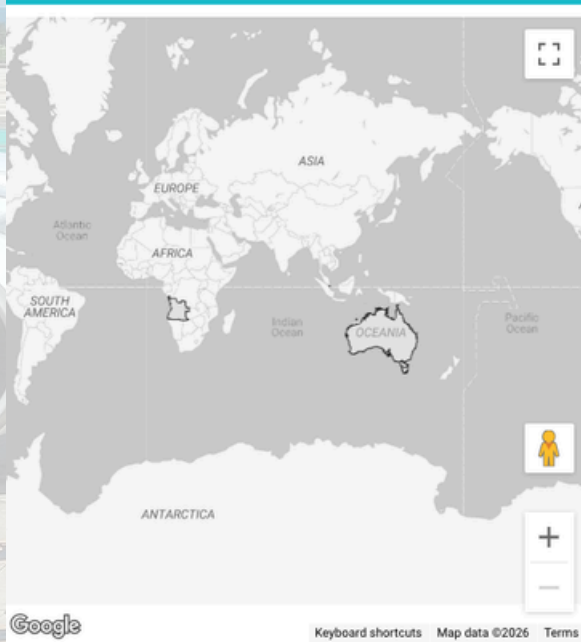 ASIA
EUROPE
Atlantic
Ocean
AFRICA
SOUTH
AMERICA
Indian
Ocean
OCEANIA
Pacific
Ocean
ANTARCTICA
Google
Keyboard shortcuts Map data ©2026 Terms